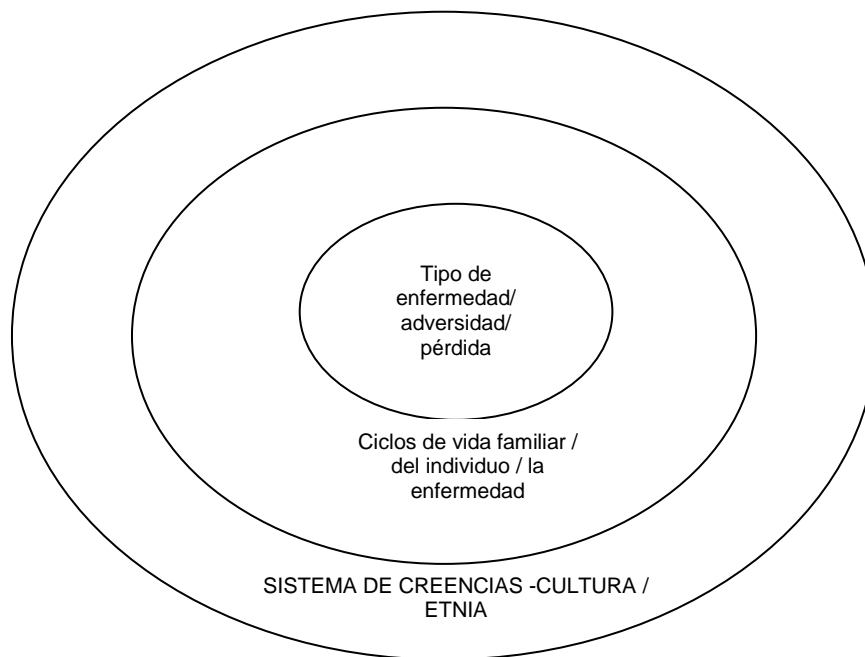 Tipo de
enfermedad/
adversidad/
pérdida
Ciclos de vida familiar /
del individuo / la
enfermedad
SISTEMA DE CREENCIAS -CULTURA /
ETNIA